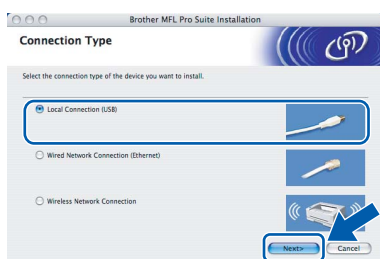 Brother MFL Pro Suite Installation
Connection Type
Select the connection type of the device you want to install.
Local Connection (USB)
Wired Network Connection (Ethernet)
Wireless Network Connection
Next> Cancel